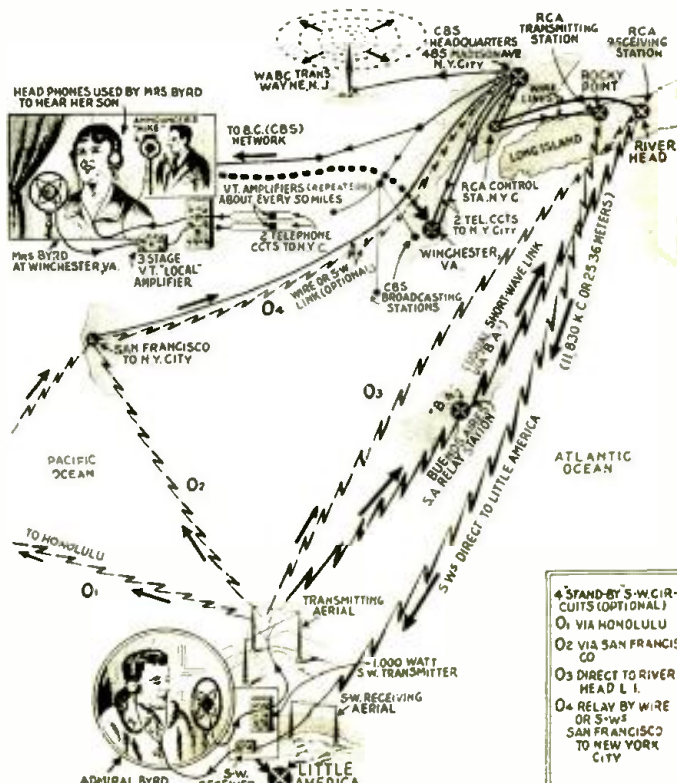 CBS
HEADQUARTERS
485 MADISON AVE
N.Y. CITY
RCA
TRANSMITTING
STATION
RCA
RECEIVING
STATION
WABC TRANS.
WAYNE, N.J
WIRE
LINES
ROCKY
POINT
LONG ISLAND
RIVER
HEAD
HEAD PHONES USED BY MRS BYRD
TO HEAR HER SON
ANNOUNCER'S
"MIKE"
TO B.C. (CBS)
NETWORK
V.T. AMPLIFIERS (REPEATERS)
ABOUT EVERY 50 MILES
RCA CONTROL
STA. N Y C
2 TELEPHONE
CCTS TO N Y C
2 TEL. CCTS
TO N Y. CITY
WINCHESTER
VA
MRS BYRD
AT WINCHESTER, VA.
3 STAGE
V.T. "LOCAL"
AMPLIFIER
WIRE OR S-W
LINK (OPTIONAL)
O4
CBS
BROADCASTING
STATIONS
SAN FRANCISCO
TO N.Y. CITY
SHORT-WAVE LINK
VIA "B A"
(11,830 K C OR 25 36 METERS)
O3
"B A"
BUENOS AIRES
S.A RELAY STATION
S Ws DIRECT TO LITTLE AMERICA
PACIFIC
OCEAN
O2
ATLANTIC
OCEAN
TO HONOLULU
O1
TRANSMITTING
AERIAL
1,000 WATT
S.W. TRANSMITTER
S-W. RECEIVING
AERIAL
ADMIRAL BYRD
S-W.
RECEIVER
LITTLE
AMERICA
4 "STAND-BY" S-W. CIR-
CUITS (OPTIONAL)
O1 VIA HONOLULU
O2 VIA SAN FRANCIS
CO
O3 DIRECT TO RIVER
HEAD L I.
O4 RELAY BY WIRE
OR S-Ws
SAN FRANCISCO
TO NEW YORK
CITY